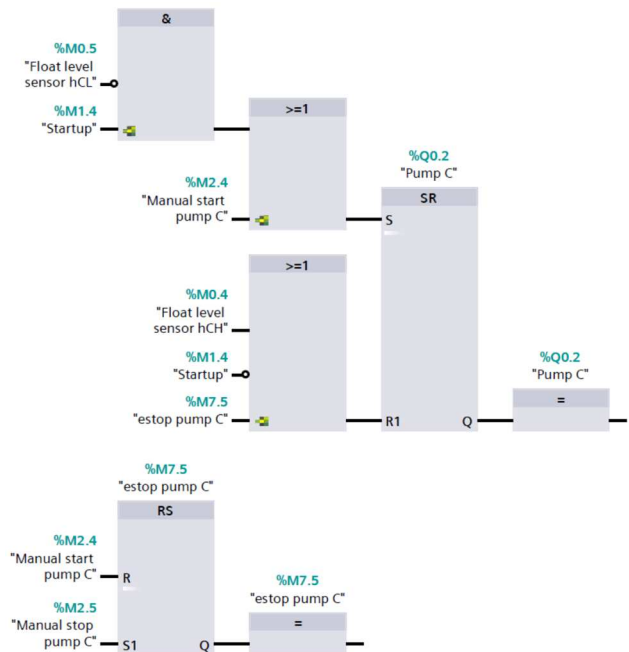 &
%M0.5
"Float level
sensor hCL"
%M1.4
"Startup"
>=1
%M2.4
"Manual start
pump C"
%Q0.2
"Pump C"
SR
S
>=1
%M0.4
"Float level
sensor hCH"
%M1.4
"Startup"
%M7.5
"estop pump C"
R1 Q
%Q0.2
"Pump C"
=
%M7.5
"estop pump C"
RS
%M2.4
"Manual start
pump C"
R
%M2.5
"Manual stop
pump C"
S1 Q
%M7.5
"estop pump C"
=